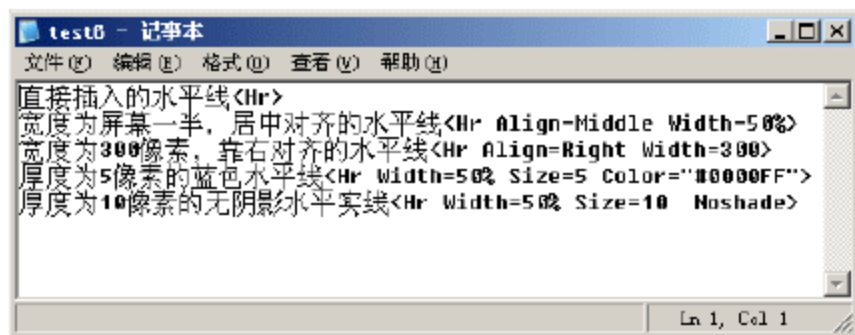 test6 - 记事本
文件(F) 编辑(E) 格式(O) 查看(V) 帮助(H)
直接插入的水平线<Hr>
宽度为屏幕一半，居中对齐的水平线<Hr Align=Middle Width=50%>
宽度为300像素，靠右对齐的水平线<Hr Align=Right Width=300>
厚度为5像素的蓝色水平线<Hr Width=50% Size=5 Color="#0000FF">
厚度为10像素的无阴影水平实线<Hr Width=50% Size=10  Noshade>
Ln 1, Col 1